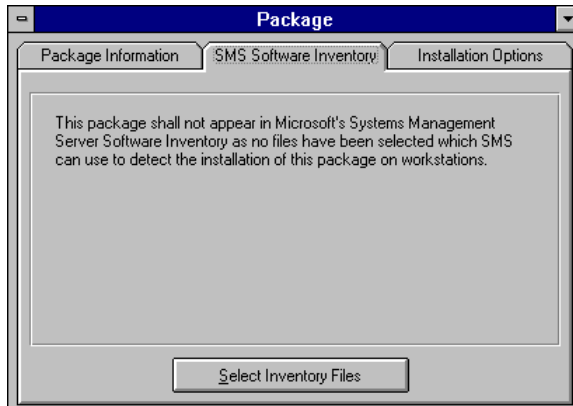 Package
Package Information
SMS Software Inventory
Installation Options
This package shall not appear in Microsoft's Systems Management
Server Software Inventory as no files have been selected which SMS
can use to detect the installation of this package on workstations.
Select Inventory Files